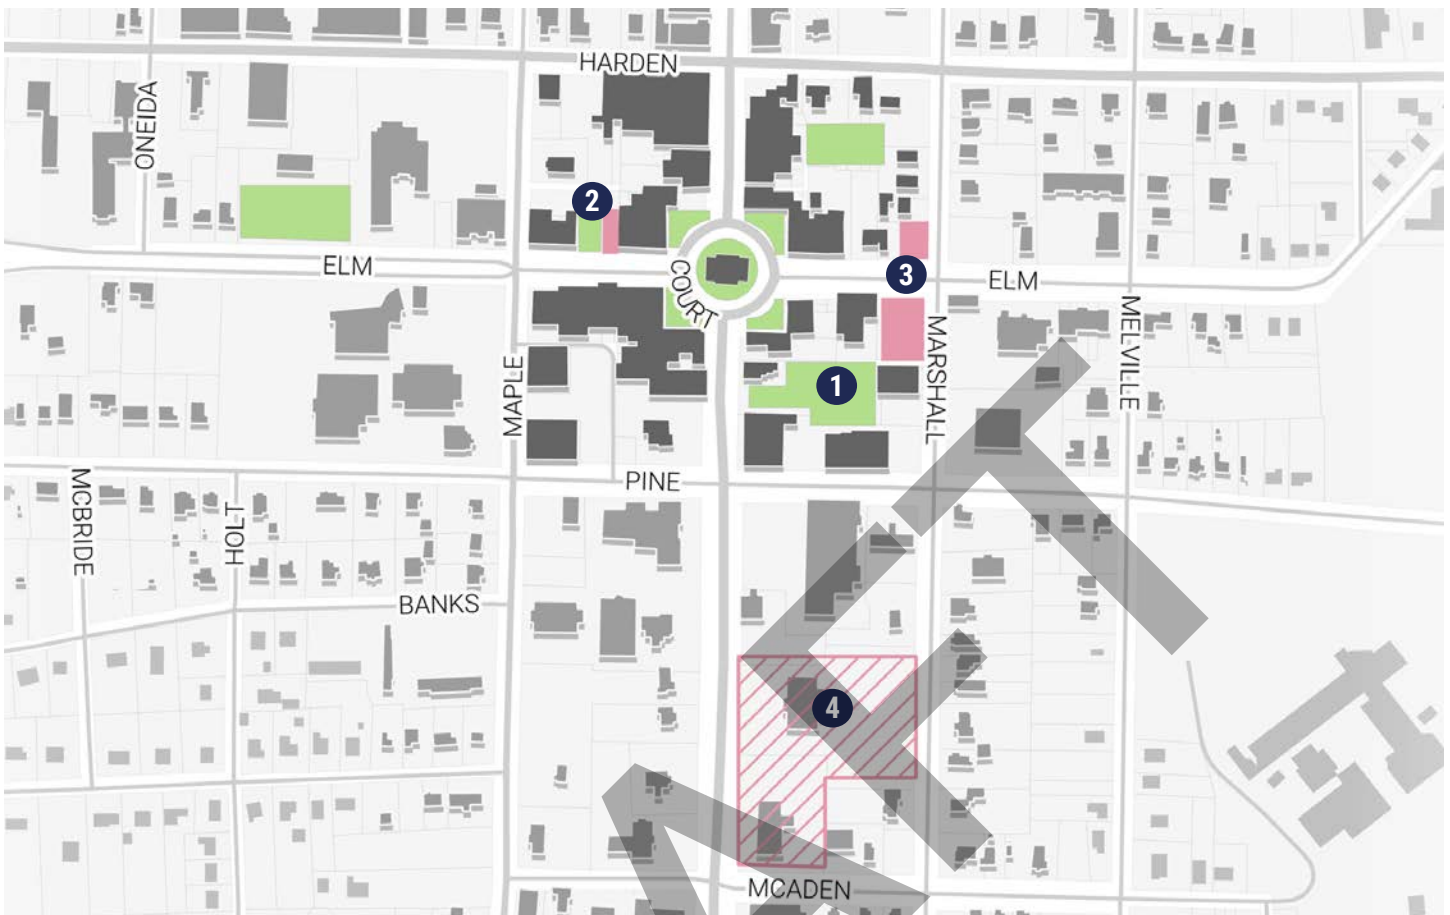 HARDEN
ONEIDA
2
ELM
COURT
3
ELM
MAPLE
1
MARSHALL
MELVILLE
PINE
MCBRIDE
HOLT
BANKS
4
MCADEN